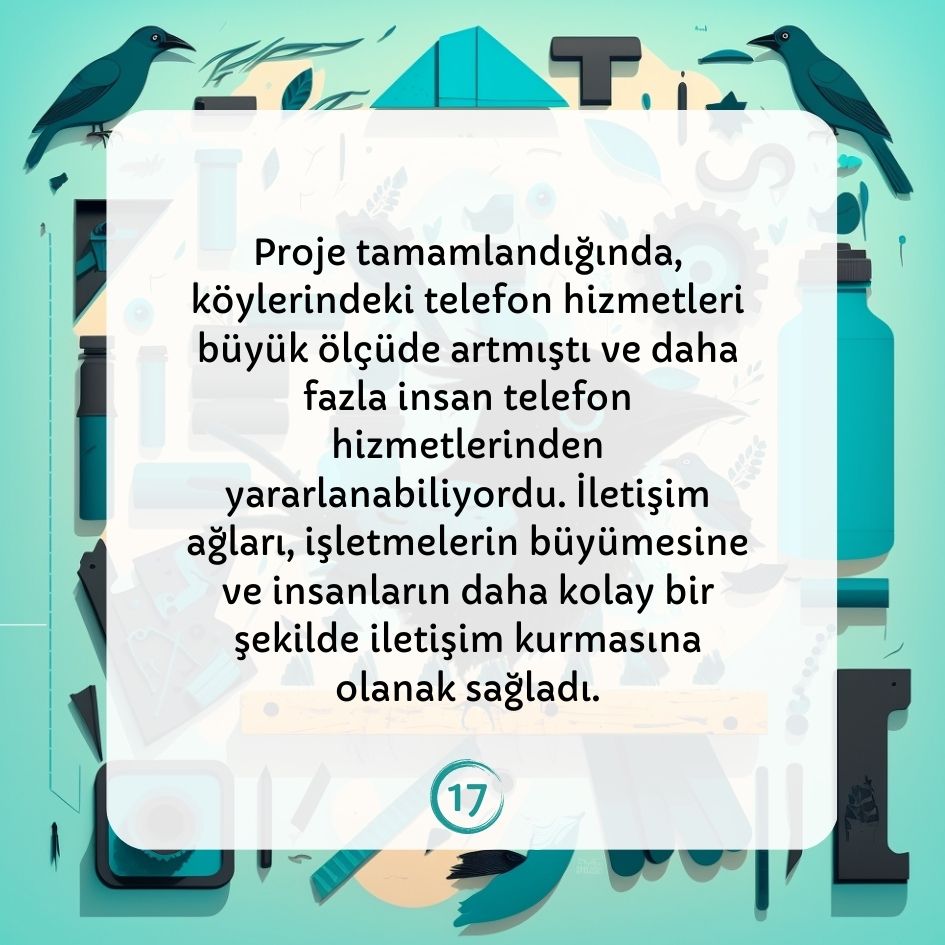 Proje tamamlandığında,
köylerindeki telefon hizmetleri
büyük ölçüde artmıştı ve daha
fazla insan telefon
hizmetlerinden
yararlanabiliyordu. İletişim
ağları, işletmelerin büyümesine
ve insanların daha kolay bir
şekilde iletişim kurmasına
olanak sağladı.
17